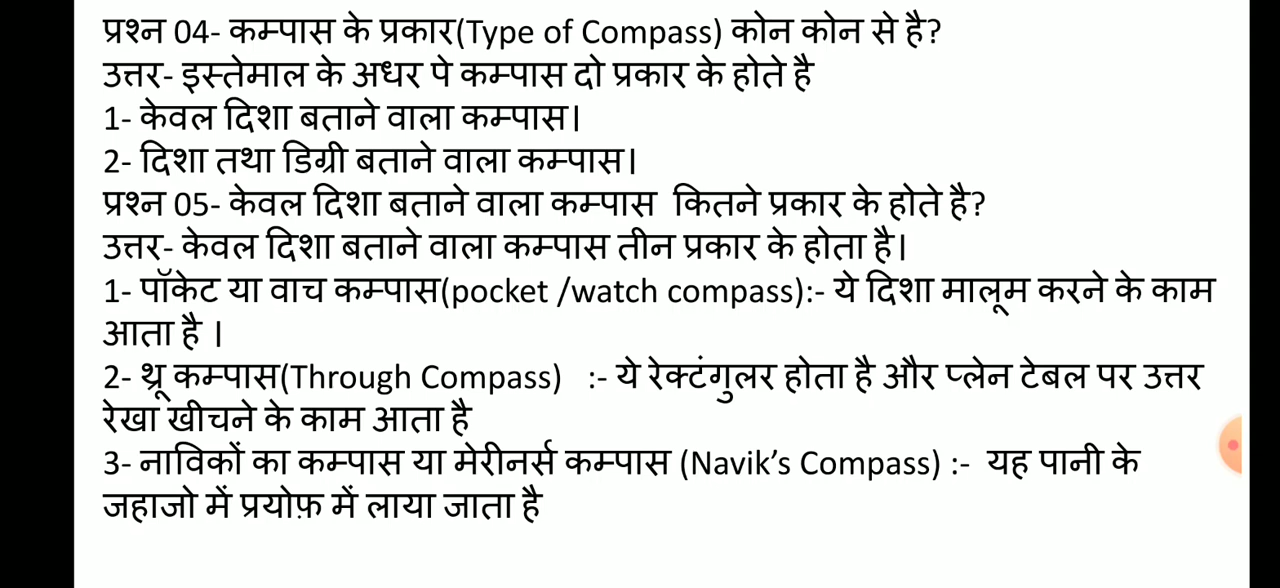 प्रश्न 04- कम्पास के प्रकार(Type of Compass) कोन कोन से है?
उत्तर- इस्तेमाल के अधर पे कम्पास दो प्रकार के होते है
1- केवल दिशा बताने वाला कम्पास।
2- दिशा तथा डिग्री बताने वाला कम्पास।
प्रश्न 05- केवल दिशा बताने वाला कम्पास कितने प्रकार के होते है?
उत्तर- केवल दिशा बताने वाला कम्पास तीन प्रकार के होता है।
1- पॉकेट या वाच कम्पास(pocket /watch compass):- ये दिशा मालूम करने के काम
आता है ।
2- थ्रू कम्पास(Through Compass) :- ये रेक्टंगुलर होता है और प्लेन टेबल पर उत्तर
रेखा खीचने के काम आता है
3- नाविकों का कम्पास या मेरीनर्स कम्पास (Navik’s Compass) :- यह पानी के
जहाजो में प्रयोफ़ में लाया जाता है